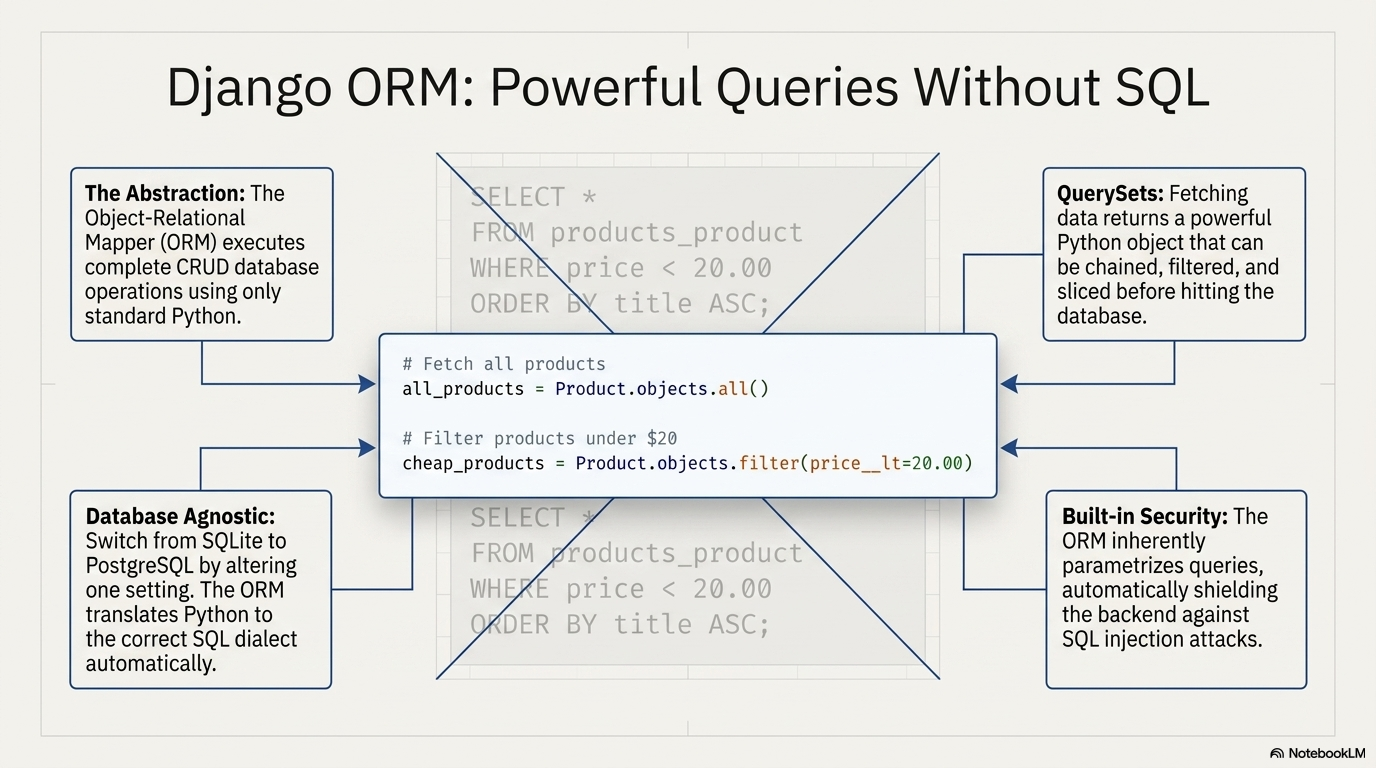 Django ORM: Powerful Queries Without SQL
The Abstraction: The
Object-Relational
Mapper (ORM) executes
complete CRUD database
operations using only
standard Python.
SELECT *
FROM products_product
WHERE price < 20.00
ORDER BY title ASC;
QuerySets: Fetching
data returns a powerful
Python object that can
be chained, filtered, and
sliced before hitting the
database.
# Fetch all products
all_products = Product.objects.all()
# Filter products under $20
cheap_products = Product.objects.filter(price__lt=20.00)
Database Agnostic:
Switch from SQLite to
PostgreSQL by altering
one setting. The ORM
translates Python to
the correct SQL dialect
automatically.
SELECT *
FROM products_product
WHERE price < 20.00
ORDER BY title ASC;
Built-in Security: The
ORM inherently
parametrizes queries,
automatically shielding
the backend against
SQL injection attacks.
NotebookLM